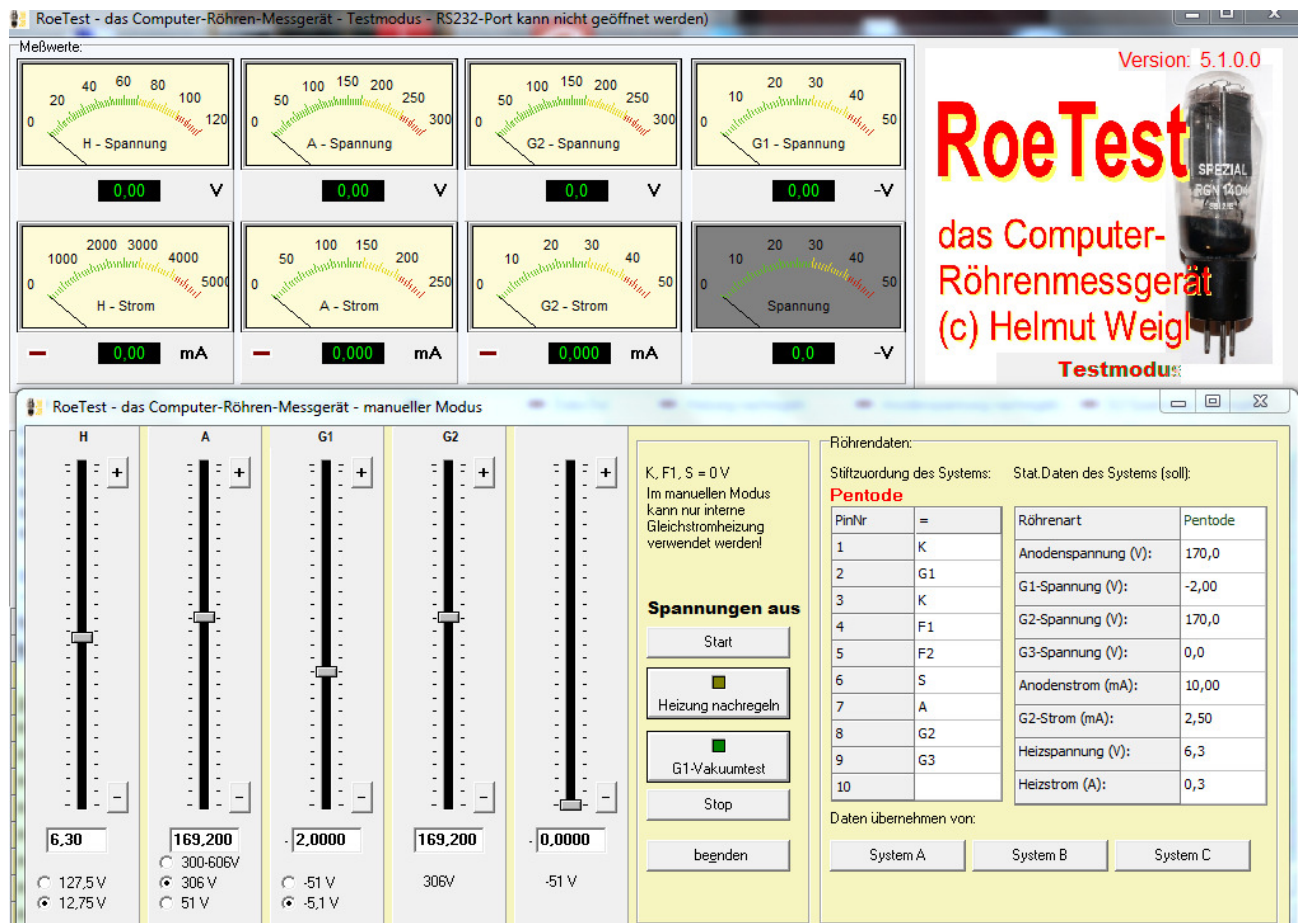 RoeTest - das Computer-Röhren-Messgerät - Testmodus - RS232-Port kann nicht geöffnet werden)
Meßwerte:
0 20 40 60 80 100 120
H - Spannung
0 50 100 150 200 250 300
A - Spannung
0 50 100 150 200 250 300
G2 - Spannung
0 10 20 30 40 50
G1 - Spannung
0,00 V
0,00 V
0,0 V
0,00 -V
0 1000 2000 3000 4000 5000
H - Strom
0 50 100 150 200 250
A - Strom
0 10 20 30 40 50
G2 - Strom
0 10 20 30 40 50
Spannung
0,00 mA
0,000 mA
0,000 mA
0,0 -V
Version: 5.1.0.0
RoeTest
SPEZIAL
RGN 1404
das Computer-
Röhrenmessgerät
(c) Helmut Weigl
Testmodus
RoeTest - das Computer-Röhren-Messgerät - manueller Modus
H
+
-
6,30
127,5 V
12,75 V
A
+
-
169,200
300-606V
306 V
51 V
G1
+
-
- 2,0000
-51 V
-5,1 V
G2
+
-
169,200
306V
+
-
- 0,0000
-51 V
K, F1, S = 0 V
Im manuellen Modus
kann nur interne
Gleichstromheizung
verwendet werden!
Spannungen aus
Start
Heizung nachregeln
G1-Vakuumtest
Stop
beenden
Röhrendaten:
Stiftzuordung des Systems:
Pentode
PinNr =
1 K
2 G1
3 K
4 F1
5 F2
6 S
7 A
8 G2
9 G3
10
Stat.Daten des Systems (soll):
Röhrenart Pentode
Anodenspannung (V): 170,0
G1-Spannung (V): -2,00
G2-Spannung (V): 170,0
G3-Spannung (V): 0,0
Anodenstrom (mA): 10,00
G2-Strom (mA): 2,50
Heizspannung (V): 6,3
Heizstrom (A): 0,3
Daten übernehmen von:
System A
System B
System C